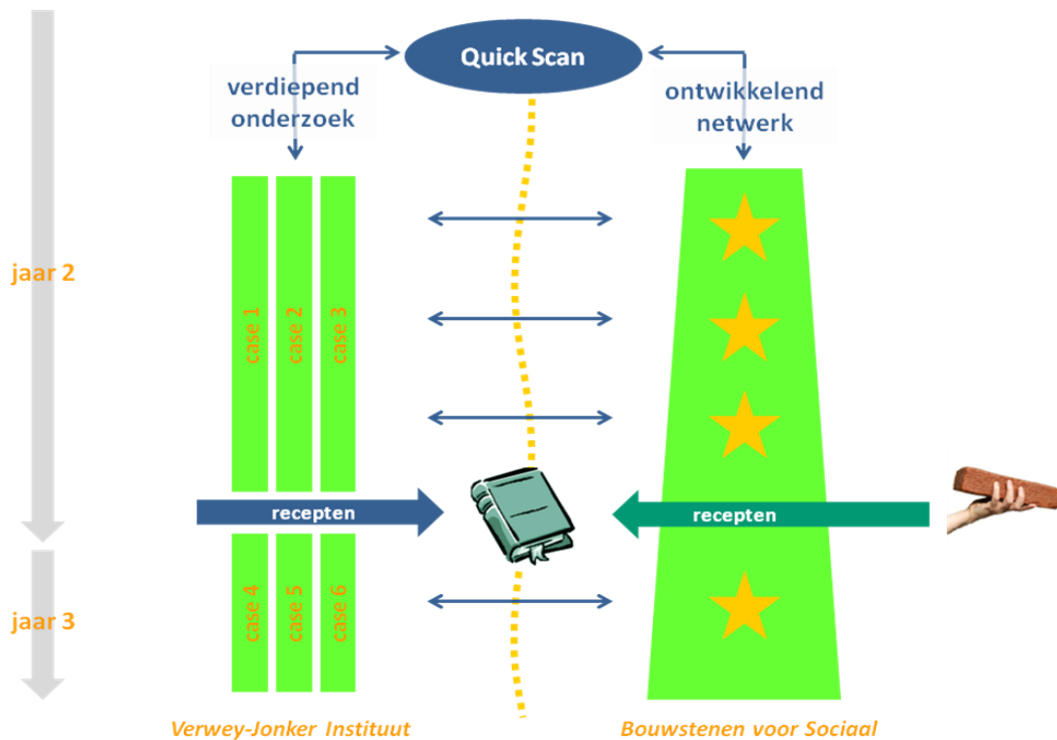 Quick Scan
verdiepend
onderzoek
ontwikkelend
netwerk
jaar 2
case 1
case 2
case 3
recepten
recepten
jaar 3
case 4
case 5
case 6
Verwey-Jonker Instituut
Bouwstenen voor Sociaal